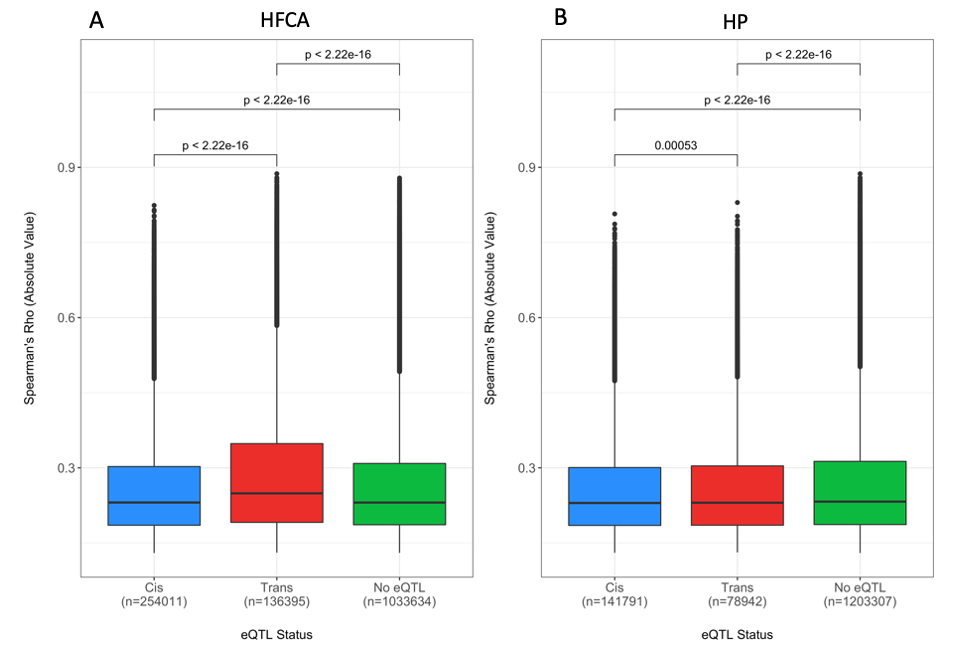 A
HFCA
p < 2.22e-16
p < 2.22e-16
p < 2.22e-16
0.9
0.6
0.3
Spearman's Rho (Absolute Value)
Cis
(n=254011)
Trans
(n=136395)
No eQTL
(n=1033634)
eQTL Status
B
HP
p < 2.22e-16
p < 2.22e-16
0.00053
0.9
0.6
0.3
Spearman's Rho (Absolute Value)
Cis
(n=141791)
Trans
(n=78942)
No eQTL
(n=1203307)
eQTL Status